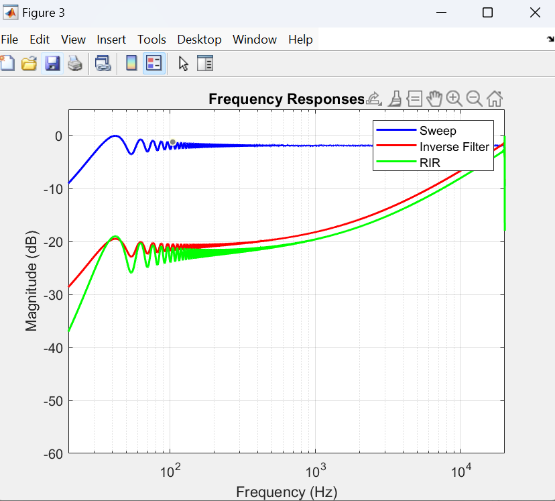 Figure 3
File Edit View Insert Tools Desktop Window Help
Frequency Responses
Sweep
Inverse Filter
RIR
Magnitude (dB)
0
-10
-20
-30
-40
-50
-60
10^2
10^3
10^4
Frequency (Hz)